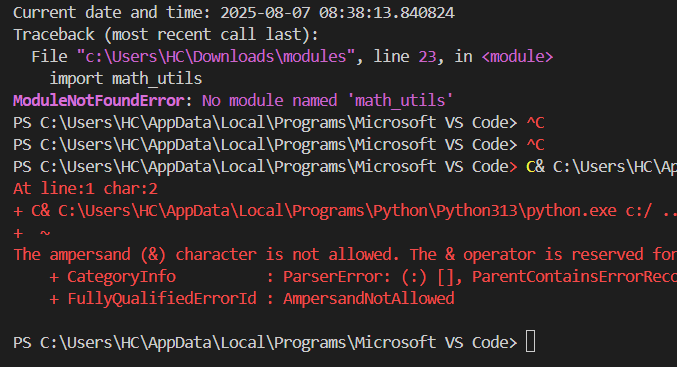 Current date and time: 2025-08-07 08:38:13.840824
Traceback (most recent call last):
  File "c:\Users\HC\Downloads\modules", line 23, in <module>
    import math_utils
ModuleNotFoundError: No module named 'math_utils'
PS C:\Users\HC\AppData\Local\Programs\Microsoft VS Code> ^C
PS C:\Users\HC\AppData\Local\Programs\Microsoft VS Code> ^C
PS C:\Users\HC\AppData\Local\Programs\Microsoft VS Code> C& C:\Users\HC\Ap
At line:1 char:2
+ C& C:\Users\HC\AppData\Local\Programs\Python\Python313\python.exe c:/ ..
+  ~
The ampersand (&) character is not allowed. The & operator is reserved for
    + CategoryInfo          : ParserError: (:) [], ParentContainsErrorReco
    + FullyQualifiedErrorId : AmpersandNotAllowed
PS C:\Users\HC\AppData\Local\Programs\Microsoft VS Code>